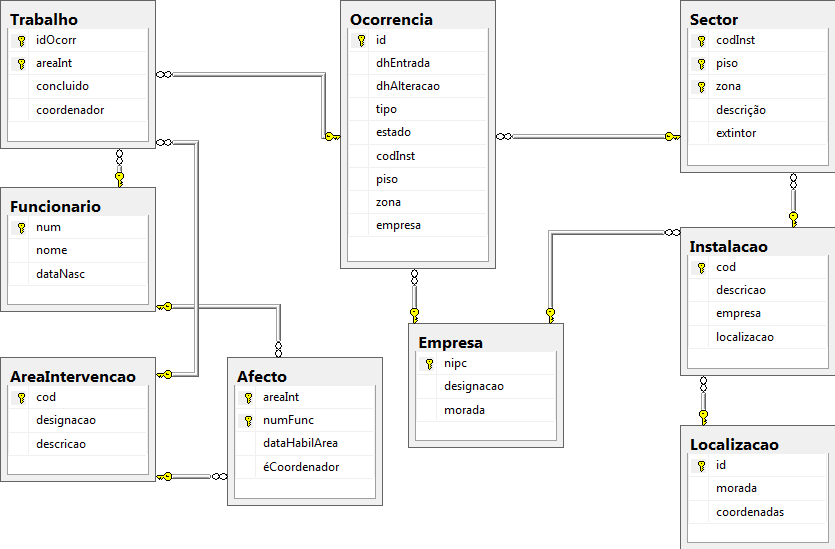 Trabalho
idOcorr
areaInt
concluido
coordenador
Ocorrencia
id
dhEntrada
dhAlteracao
tipo
estado
codInst
piso
zona
empresa
Sector
codInst
piso
zona
descrição
extintor
Funcionario
num
nome
dataNasc
Instalacao
cod
descricao
empresa
localizacao
Empresa
nipc
designacao
morada
AreaIntervencao
cod
designacao
descricao
Afecto
areaInt
numFunc
dataHabilArea
éCoordenador
Localizacao
id
morada
coordenadas